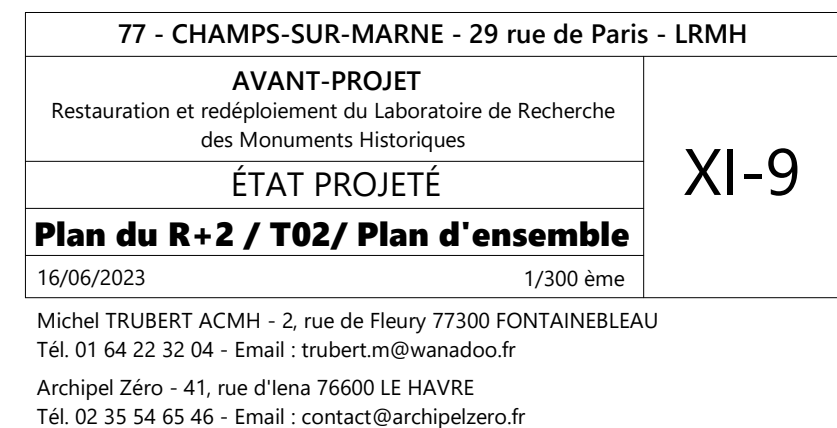 77 - CHAMPS-SUR-MARNE - 29 rue de Paris - LRMH
AVANT-PROJET
Restauration et redéploiement du Laboratoire de Recherche
des Monuments Historiques
XI-9
ÉTAT PROJETÉ
Plan du R+2 / T02/ Plan d'ensemble
16/06/2023 1/300 ème
Michel TRUBERT ACMH - 2, rue de Fleury 77300 FONTAINEBLEAU
Tél. 01 64 22 32 04 - Email : trubert.m@wanadoo.fr
Archipel Zéro - 41, rue d'Iena 76600 LE HAVRE
Tél. 02 35 54 65 46 - Email : contact@archipelzero.fr